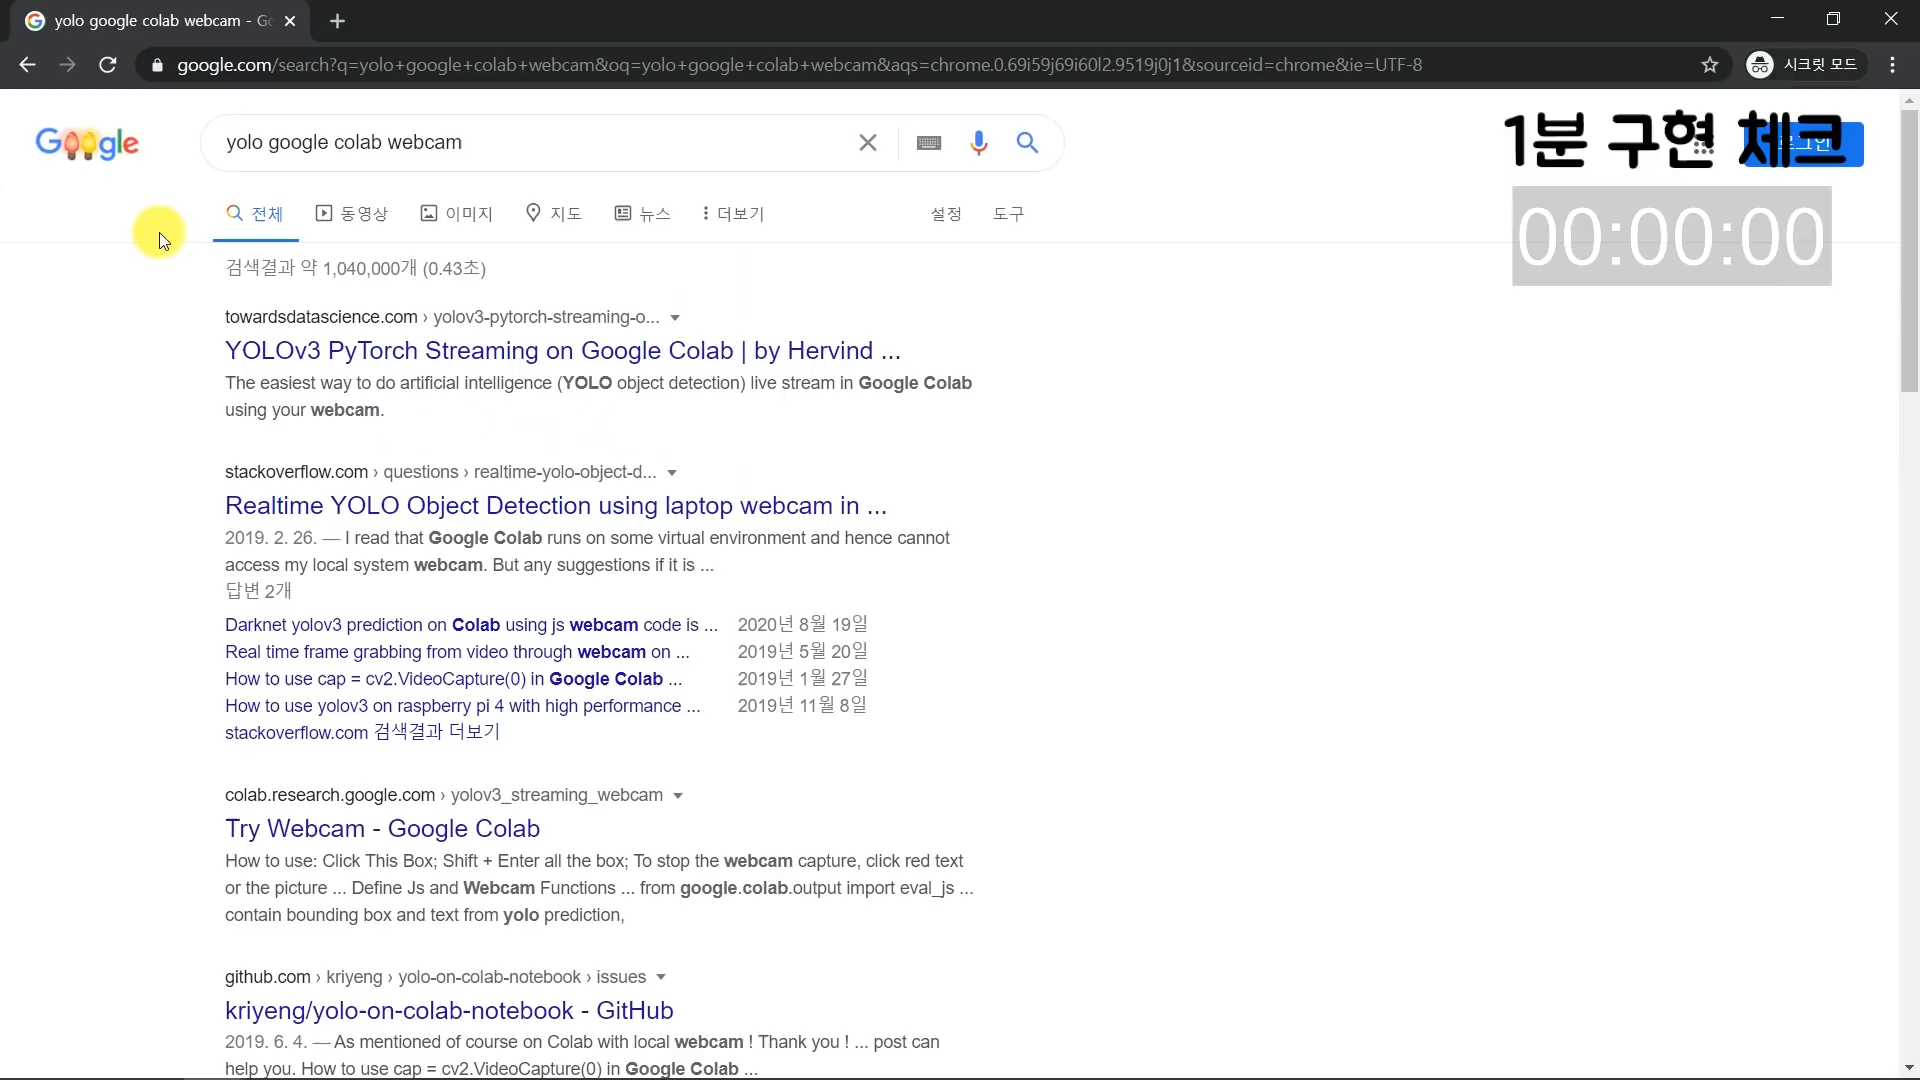 yolo google colab webcam - G
google.com/search?q=yolo+google+colab+webcam&oq=yolo+google+colab+webcam&aqs=chrome.0.69i59j69i60l2.9519j0j1&sourceid=chrome&ie=UTF-8
시크릿 모드
Google
yolo google colab webcam
1분 구현 체크
로그인
전체
동영상
이미지
지도
뉴스
더보기
설정
도구
00:00:00
검색결과 약 1,040,000개 (0.43초)
towardsdatascience.com › yolov3-pytorch-streaming-o...
YOLOv3 PyTorch Streaming on Google Colab | by Hervind ...
The easiest way to do artificial intelligence (YOLO object detection) live stream in Google Colab
using your webcam.
stackoverflow.com › questions › realtime-yolo-object-d...
Realtime YOLO Object Detection using laptop webcam in ...
2019. 2. 26. — I read that Google Colab runs on some virtual environment and hence cannot
access my local system webcam. But any suggestions if it is ...
답변 2개
Darknet yolov3 prediction on Colab using js webcam code is ... 2020년 8월 19일
Real time frame grabbing from video through webcam on ... 2019년 5월 20일
How to use cap = cv2.VideoCapture(0) in Google Colab ... 2019년 1월 27일
How to use yolov3 on raspberry pi 4 with high performance ... 2019년 11월 8일
stackoverflow.com 검색결과 더보기
colab.research.google.com › yolov3_streaming_webcam
Try Webcam - Google Colab
How to use: Click This Box; Shift + Enter all the box; To stop the webcam capture, click red text
or the picture ... Define Js and Webcam Functions ... from google.colab.output import eval_js ...
contain bounding box and text from yolo prediction,
github.com › kriyeng › yolo-on-colab-notebook › issues
kriyeng/yolo-on-colab-notebook - GitHub
2019. 6. 4. — As mentioned of course on Colab with local webcam ! Thank you ! ... post can
help you. How to use cap = cv2.VideoCapture(0) in Google Colab ...